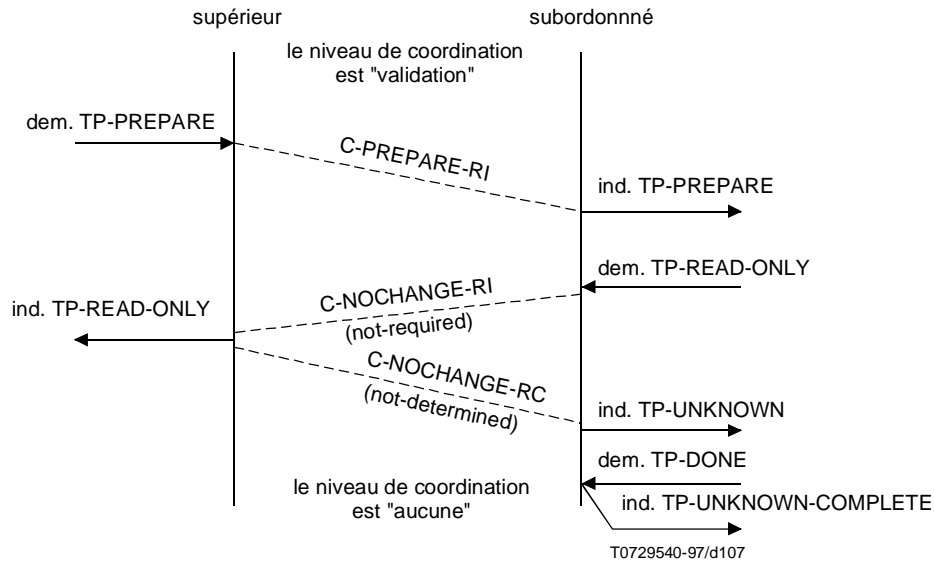 supérieur
subordonnné
le niveau de coordination
est "validation"
dem. TP-PREPARE
C-PREPARE-RI
ind. TP-PREPARE
dem. TP-READ-ONLY
ind. TP-READ-ONLY
C-NOCHANGE-RI
(not-required)
C-NOCHANGE-RC
(not-determined)
ind. TP-UNKNOWN
dem. TP-DONE
le niveau de coordination
est "aucune"
ind. TP-UNKNOWN-COMPLETE
T0729540-97/d107